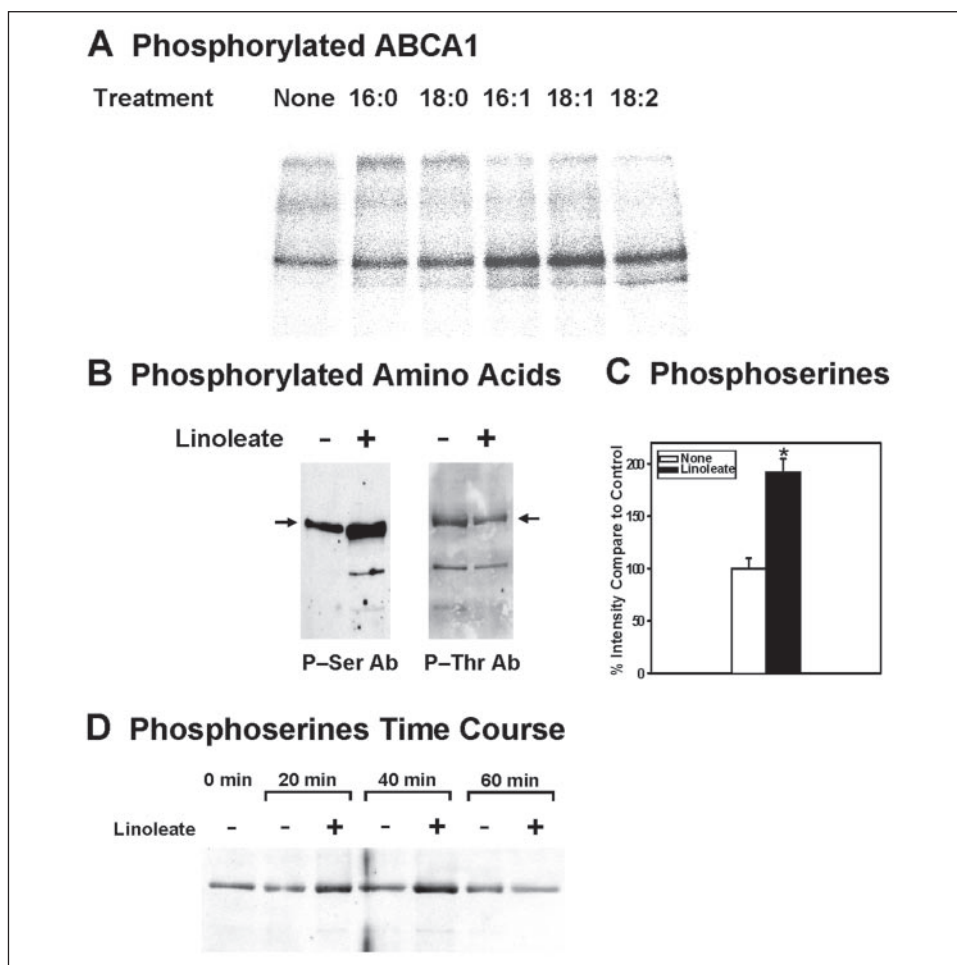 A Phosphorylated ABCA1
Treatment None 16:0 18:0 16:1 18:1 18:2
B Phosphorylated Amino Acids
Linoleate - + - +
P–Ser Ab P–Thr Ab
C Phosphoserines
% Intensity Compare to Control
200
150
100
50
0
None
Linoleate
*
D Phosphoserines Time Course
0 min 20 min 40 min 60 min
Linoleate - - + - + - +